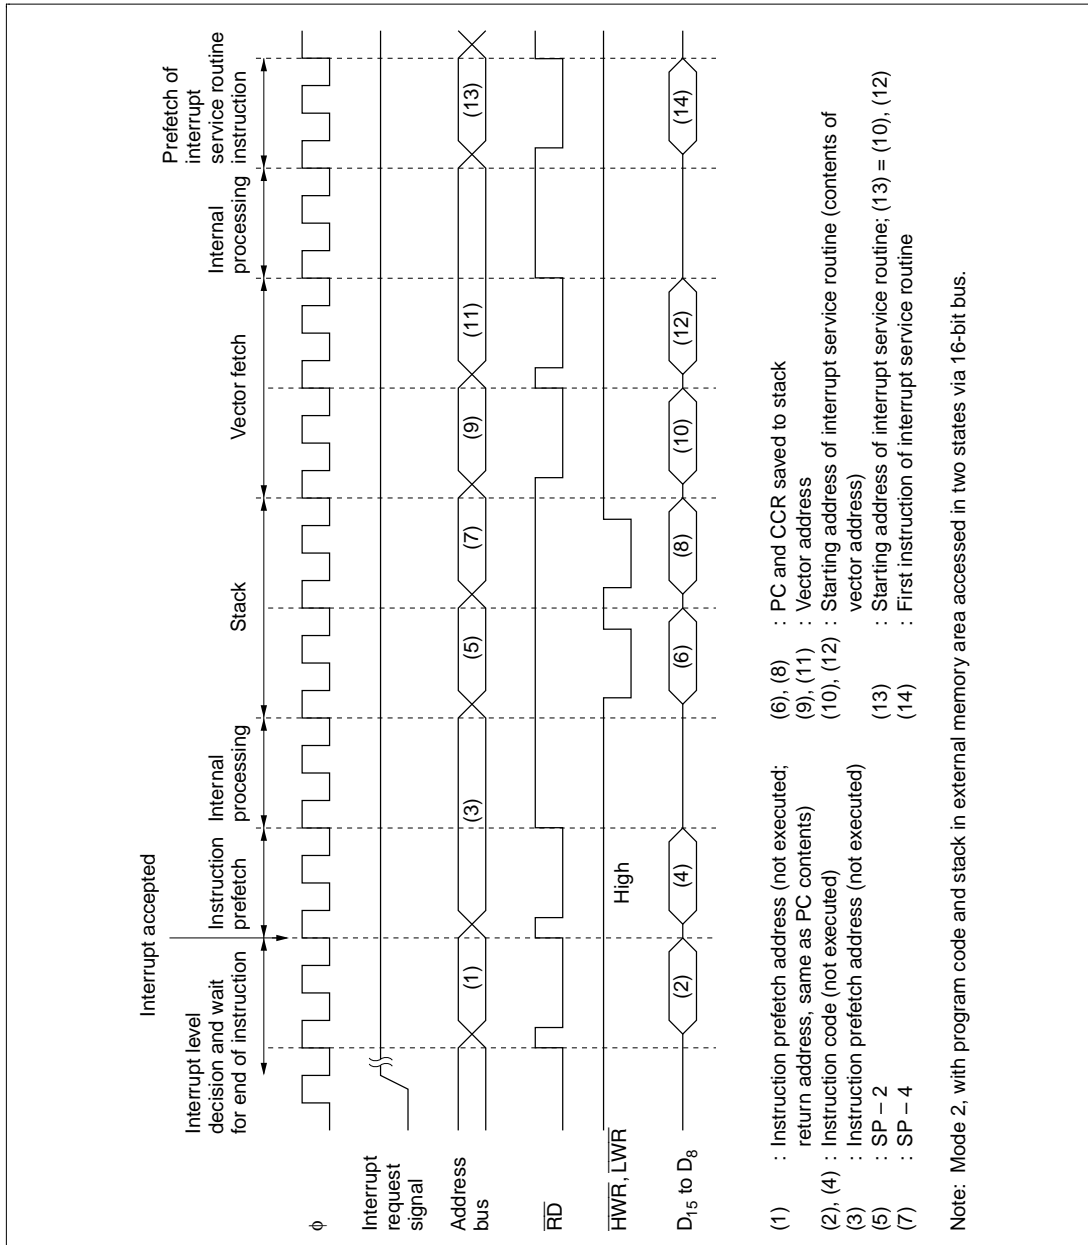 Interrupt accepted
Interrupt level
decision and wait
for end of instruction
Instruction
prefetch
Internal
processing
Stack
Vector fetch
Internal
processing
Prefetch of
interrupt
service routine
instruction
φ
Interrupt
request
signal
Address
bus
(1)
(3)
(5)
(7)
(9)
(11)
(13)
RD
HWR, LWR
High
D15 to D8
(2)
(4)
(6)
(8)
(10)
(12)
(14)
(1) : Instruction prefetch address (not executed;
return address, same as PC contents)
(2), (4) : Instruction code (not executed)
(3) : Instruction prefetch address (not executed)
(5) : SP – 2
(7) : SP – 4
(6), (8) : PC and CCR saved to stack
(9), (11) : Vector address
(10), (12) : Starting address of interrupt service routine (contents of
vector address)
(13) : Starting address of interrupt service routine; (13) = (10), (12)
(14) : First instruction of interrupt service routine
Note: Mode 2, with program code and stack in external memory area accessed in two states via 16-bit bus.